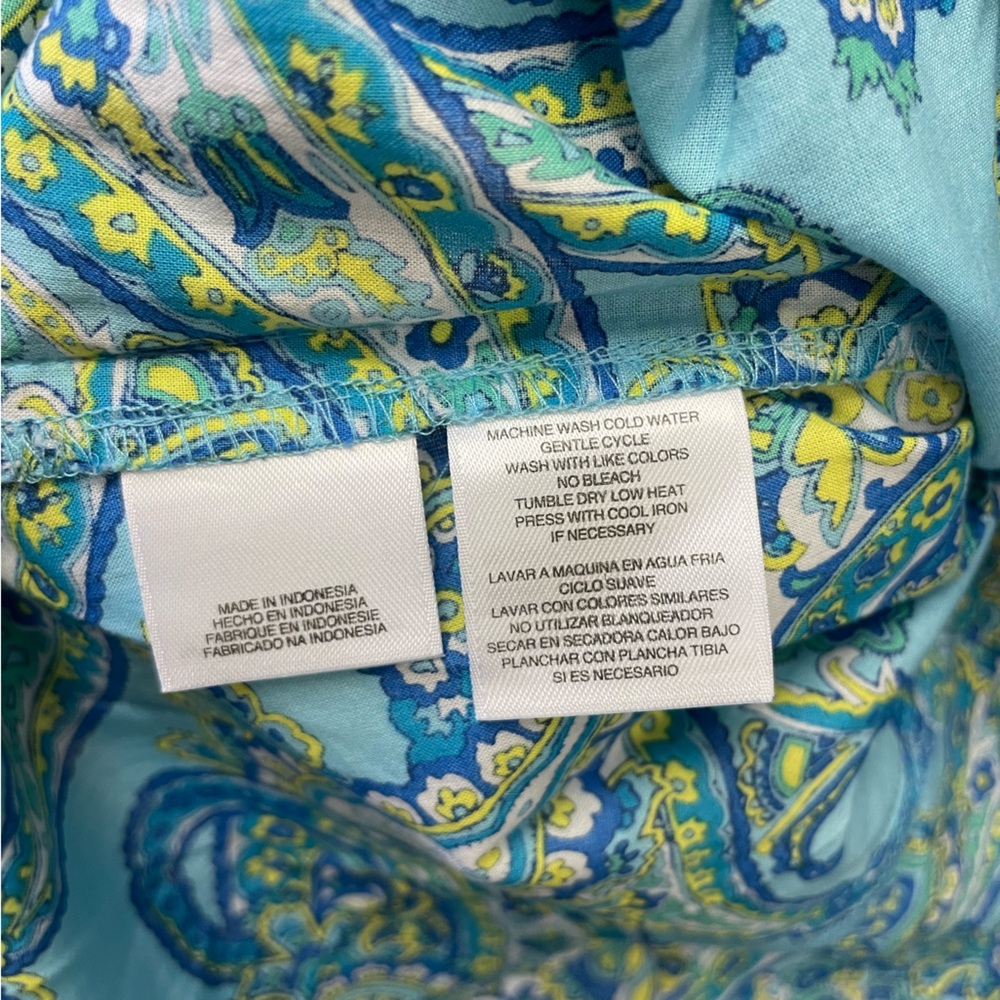 MADE IN INDONESIA
HECHO EN INDONESIA
FABRIQUE EN INDONESIE
FABRICADO NA INDONESIA
MACHINE WASH COLD WATER
GENTLE CYCLE
WASH WITH LIKE COLORS
NO BLEACH
TUMBLE DRY LOW HEAT
PRESS WITH COOL IRON
IF NECESSARY
LAVAR A MAQUINA EN AGUA FRIA
CICLO SUAVE
LAVAR CON COLORES SIMILARES
NO UTILIZAR BLANQUEADOR
SECAR EN SECADORA CALOR BAJO
PLANCHAR CON PLANCHA TIBIA
SI ES NECESARIO